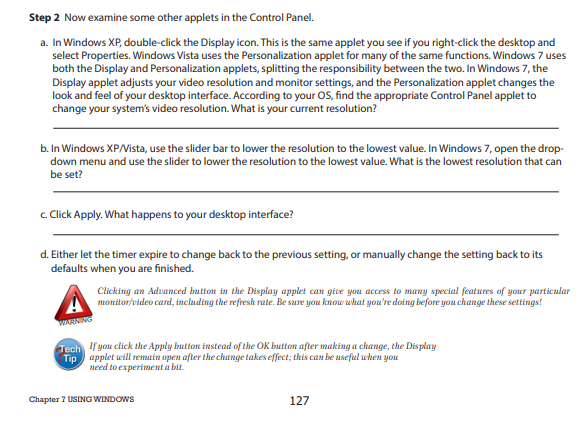 Step 2 Now examine some other applets in the Control Panel.
a. In Windows XP, double-click the Display icon. This is the same applet you see if you right-click the desktop and
select Properties. Windows Vista uses the Personalization applet for many of the same functions. Windows 7 uses
both the Display and Personalization applets, splitting the responsibility between the two. In Windows 7, the
Display applet adjusts your video resolution and monitor settings, and the Personalization applet changes the
look and feel of your desktop interface. According to your OS, find the appropriate Control Panel applet to
change your system's video resolution. What is your current resolution?
b. In Windows XP/Vista, use the slider bar to lower the resolution to the lowest value. In Windows 7, open the drop-
down menu and use the slider to lower the resolution to the lowest value. What is the lowest resolution that can
be set?
c. Click Apply. What happens to your desktop interface?
d. Either let the timer expire to change back to the previous setting, or manually change the setting back to its
defaults when you are finished.
Clicking an Advanced button in the Display applet can give you access to many special features of your particular
monitor/video card, including the refresh rate. Be sure you know what you're doing before you change these settings!
WARNING
If you click the Apply button instead of the OK button after making a change, the Display
Tech
Tip
applet will remain open after the change takes effect; this can be useful when you
need to experiment a bit.
Chapter 7 USING WINDOWS
127